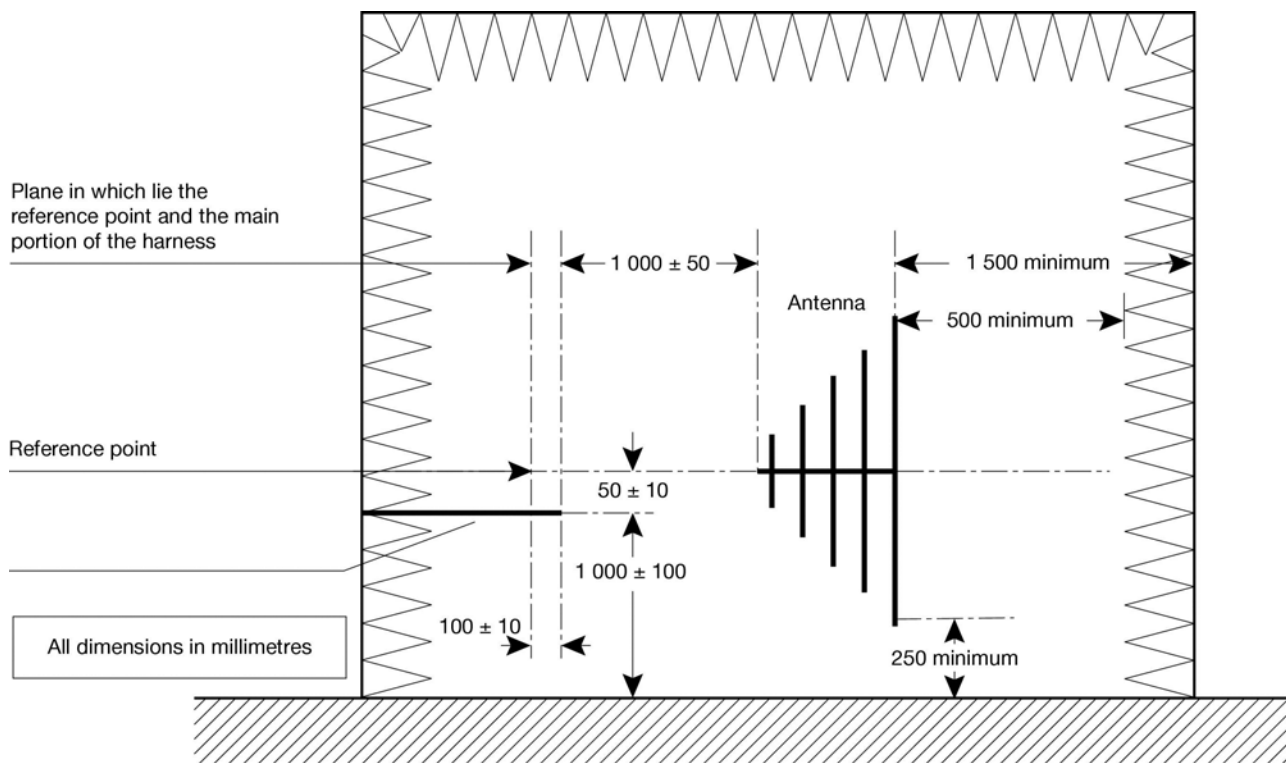 Plane in which lie the
reference point and the main
portion of the harness
1 000 ± 50
1 500 minimum
Antenna
500 minimum
Reference point
50 ± 10
1 000 ± 100
100 ± 10
All dimensions in millimetres
250 minimum